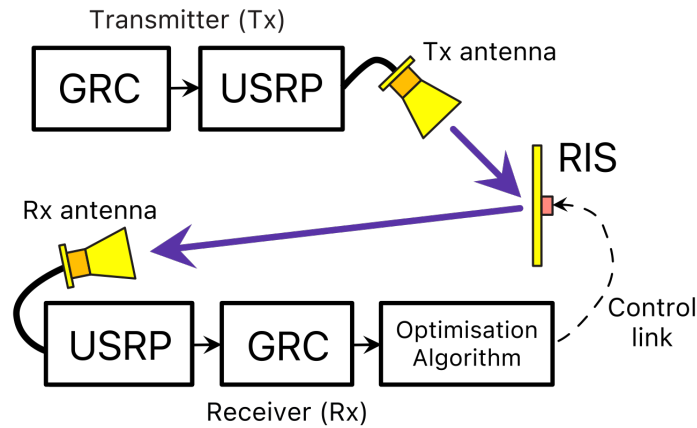 Transmitter (Tx)
GRC
USRP
Tx antenna
RIS
Rx antenna
USRP
GRC
Optimisation
Algorithm
Control
link
Receiver (Rx)